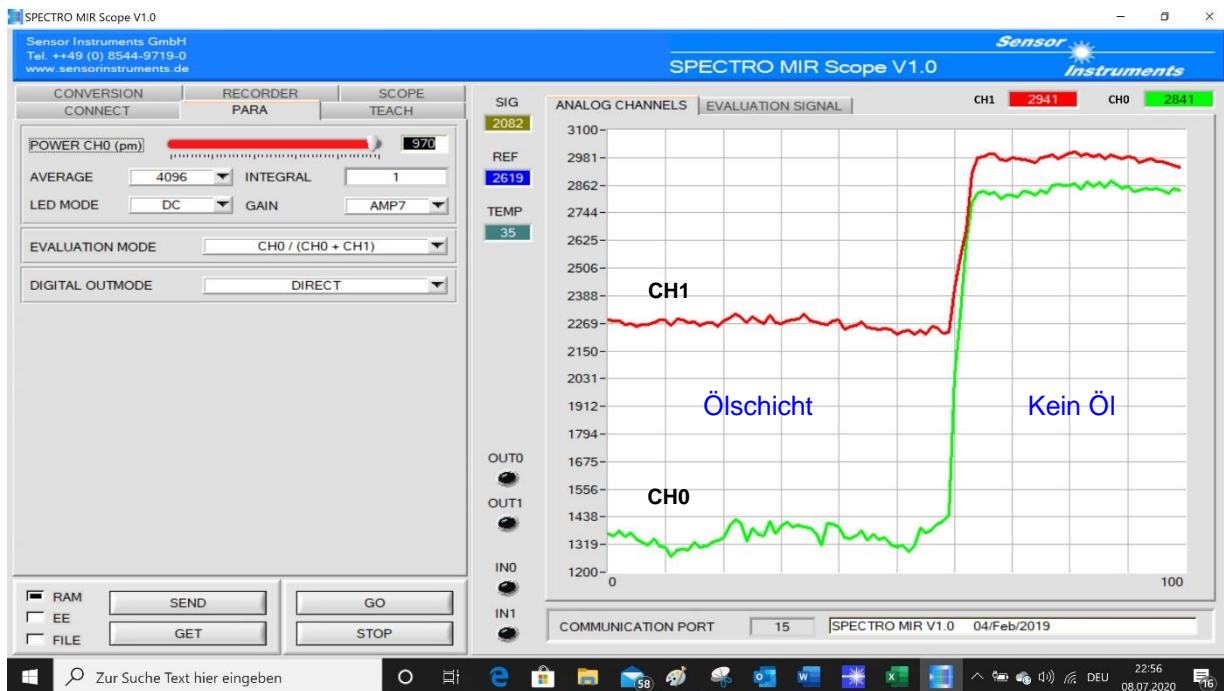 SPECTRO MIR Scope V1.0
Sensor Instruments GmbH
Tel. ++49 (0) 8544-9719-0
www.sensorinstruments.de
SPECTRO MIR Scope V1.0
Sensor
Instruments
CONVERSION RECORDER SCOPE
CONNECT PARA TEACH
POWER CH0 (pm) 970
AVERAGE 4096 INTEGRAL 1
LED MODE DC GAIN AMP7
EVALUATION MODE CH0 / (CH0 + CH1)
DIGITAL OUTMODE DIRECT
RAM
EE
FILE
SEND GO
GET STOP
SIG
2082
REF
2619
TEMP
35
OUT0
OUT1
IN0
IN1
ANALOG CHANNELS EVALUATION SIGNAL CH1 2941 CH0 2841
3100
2981
2862
2744
2625
2506
2388
2269
2150
2031
1912
1794
1675
1556
1438
1319
1200
0 100
CH1
Ölschicht Kein Öl
CH0
COMMUNICATION PORT 15 SPECTRO MIR V1.0 04/Feb/2019
Zur Suche Text hier eingeben
58
DEU
22:56
08.07.2020
16